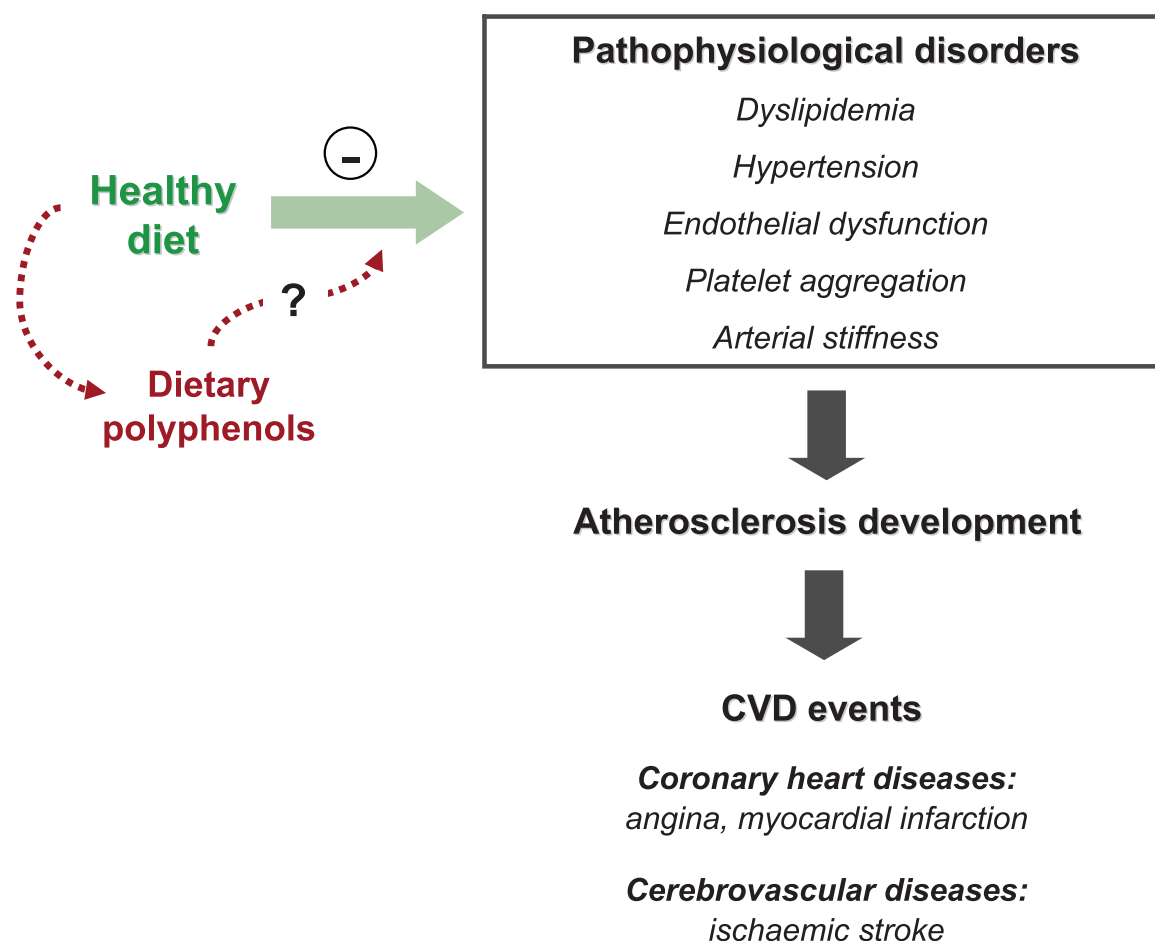 Pathophysiological disorders
Dyslipidemia
Hypertension
Endothelial dysfunction
Platelet aggregation
Arterial stiffness
-
Healthy
diet
?
Dietary
polyphenols
Atherosclerosis development
CVD events
Coronary heart diseases:
angina, myocardial infarction
Cerebrovascular diseases:
ischaemic stroke